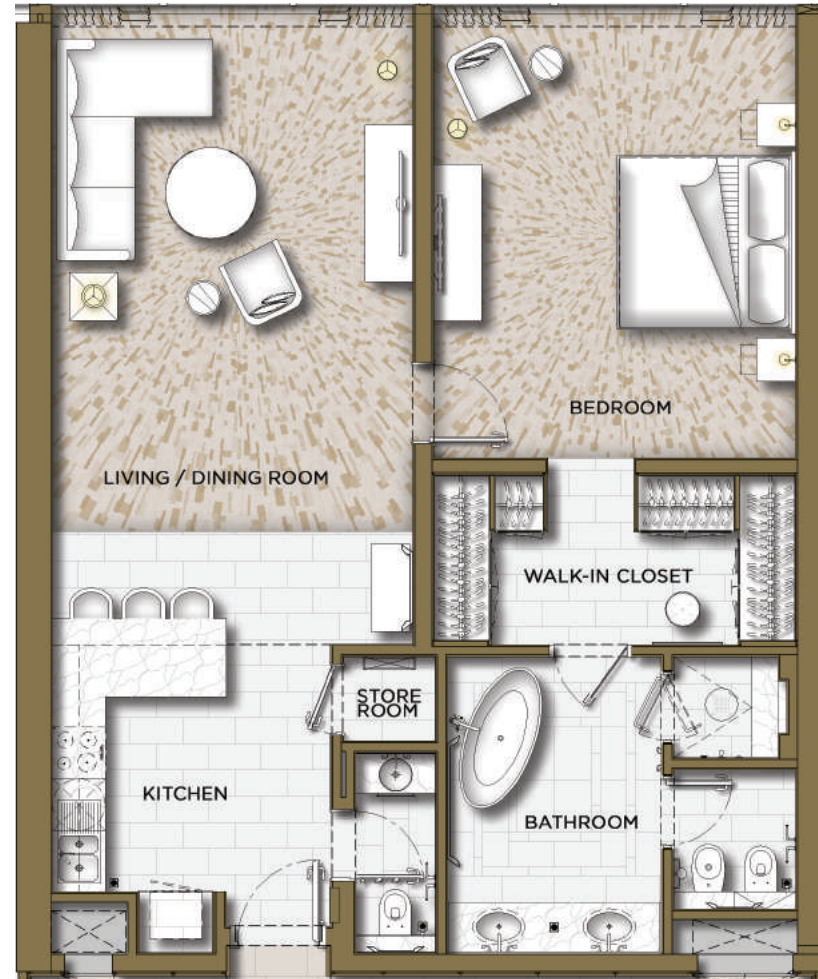 BEDROOM
LIVING / DINING ROOM
WALK-IN CLOSET
STORE
ROOM
KITCHEN
BATHROOM